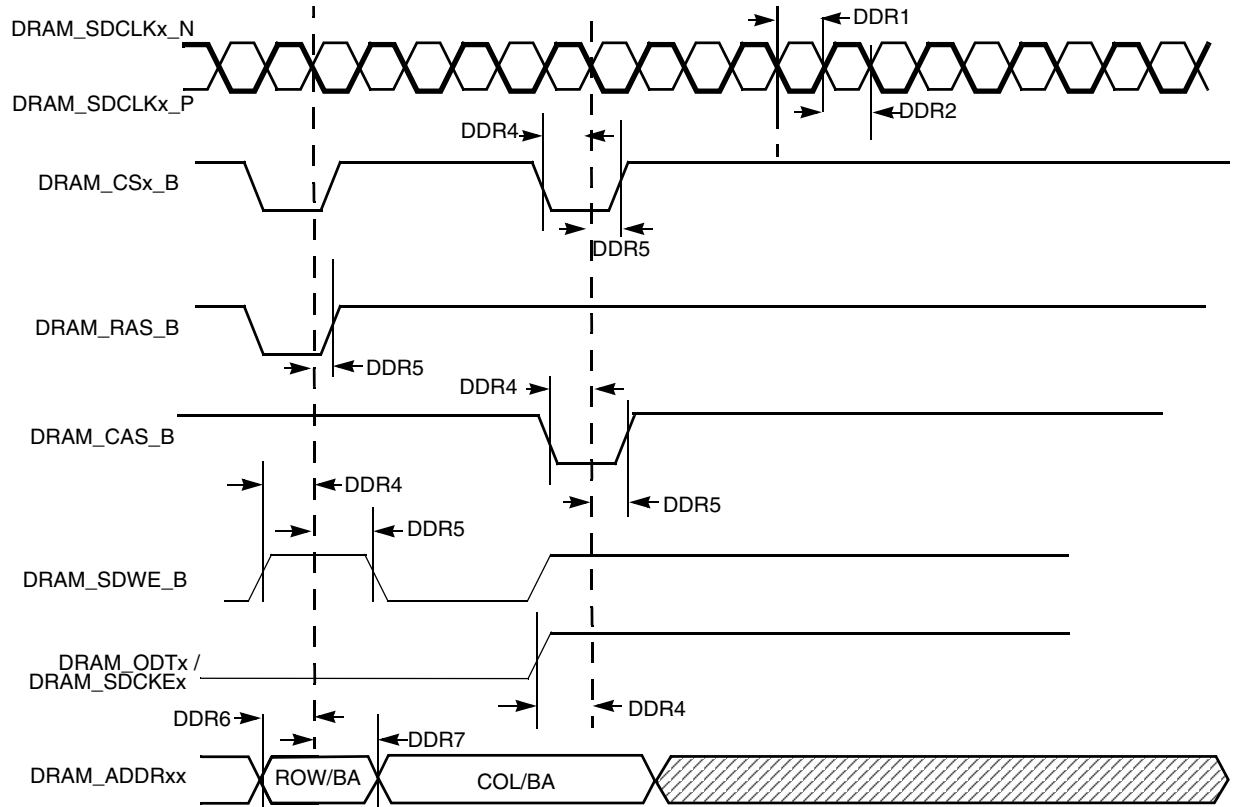 DDR1
DRAM_SDCLKx_N
DRAM_SDCLKx_P
DDR2
DDR4
DRAM_CSx_B
DDR5
DRAM_RAS_B
DDR5
DDR4
DRAM_CAS_B
DDR4
DDR5
DDR5
DRAM_SDWE_B
DRAM_ODTx /
DRAM_SDCKEx
DDR4
DDR6
DDR7
DRAM_ADDRxx
ROW/BA
COL/BA